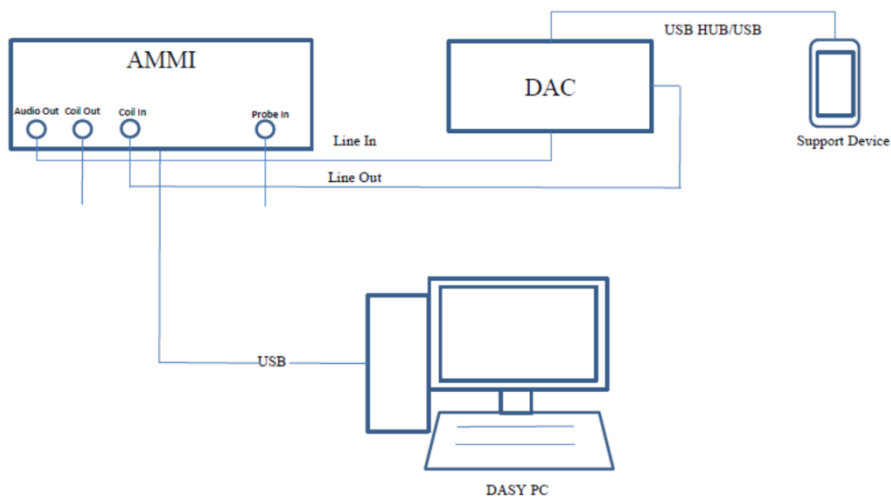 USB HUB/USB
AMMI
DAC
Audio Out Coil Out Coil In Probe In
Line In
Support Device
Line Out
USB
DASY PC